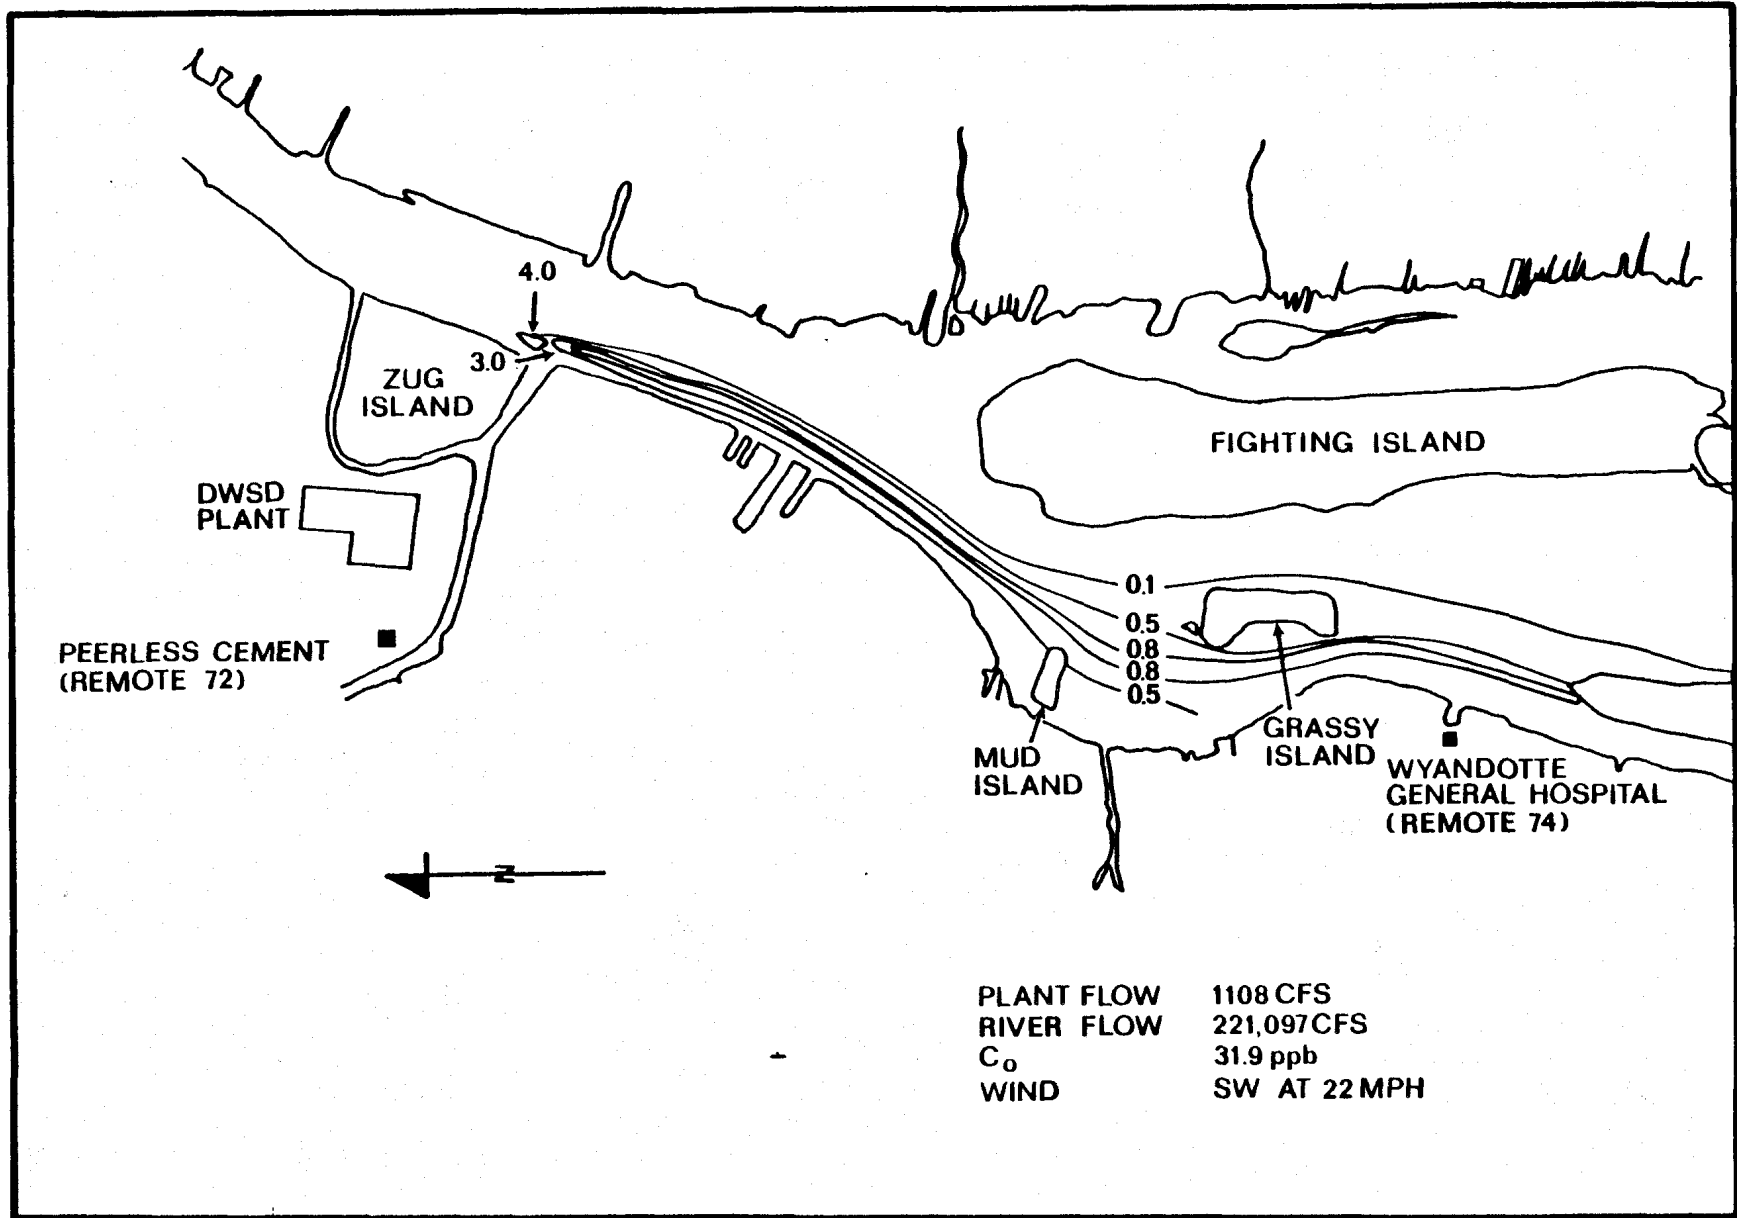 4.0
3.0
ZUG
ISLAND
FIGHTING ISLAND
DWSD
PLANT
0.1
0.5
0.8
0.8
0.5
PEERLESS CEMENT
(REMOTE 72)
MUD
ISLAND
GRASSY
ISLAND
WYANDOTTE
GENERAL HOSPITAL
(REMOTE 74)
N
PLANT FLOW 1108 CFS
RIVER FLOW 221,097 CFS
Co 31.9 ppb
WIND SW AT 22 MPH